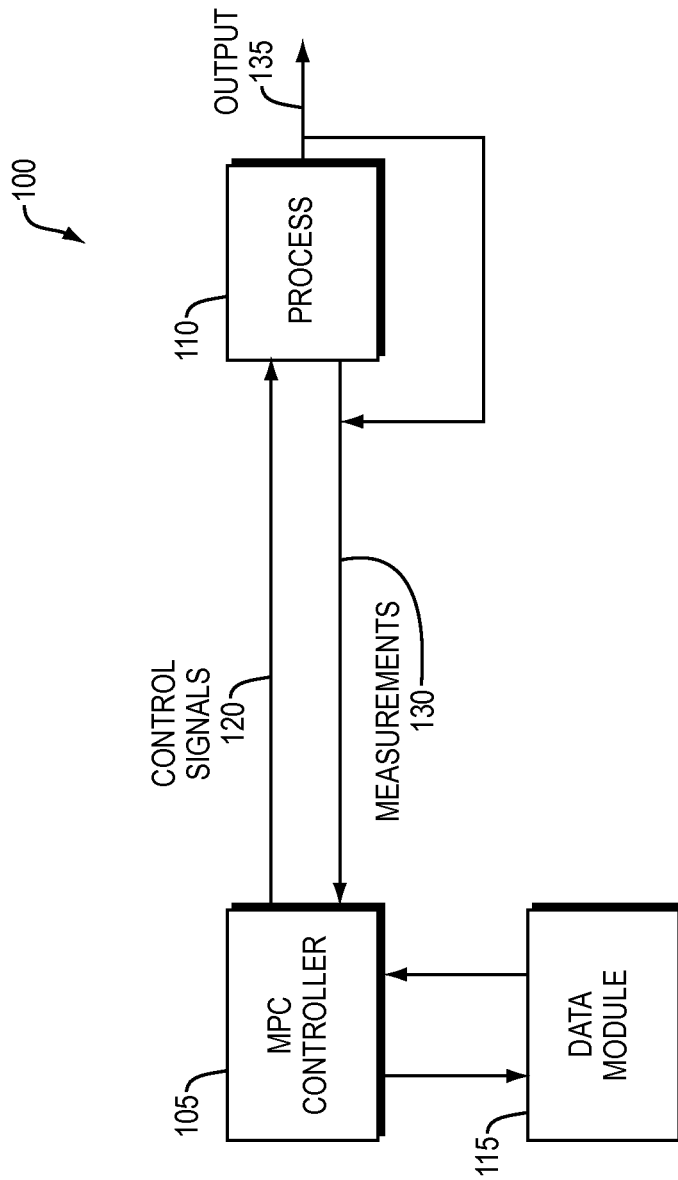 100
CONTROL
SIGNALS
120
OUTPUT
135
105
MPC
CONTROLLER
110
PROCESS
MEASUREMENTS
130
115
DATA
MODULE